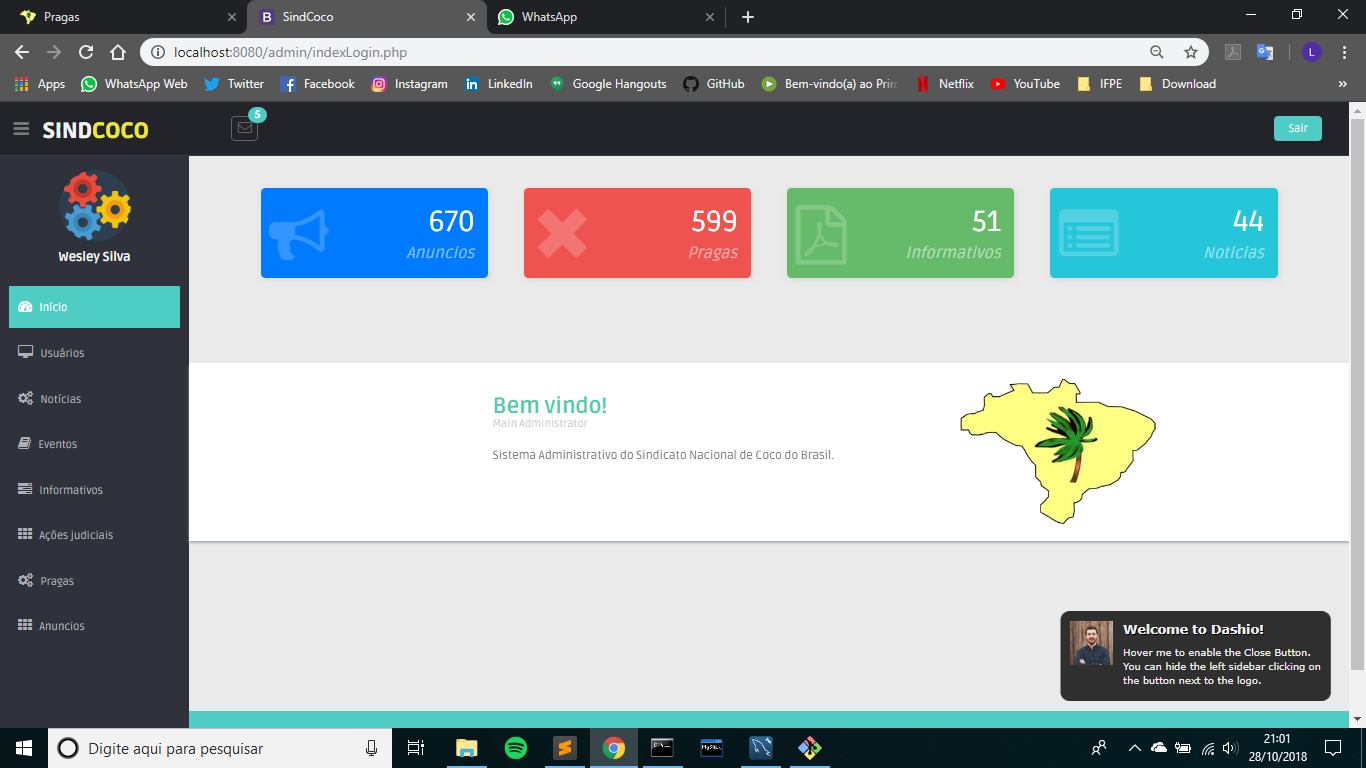 Pragas
SindCoco
WhatsApp
localhost:8080/admin/indexLogin.php
L
Apps
WhatsApp Web
Twitter
Facebook
Instagram
LinkedIn
Google Hangouts
GitHub
Bem-vindo(a) ao Prin
Netflix
YouTube
IFPE
Download
»
SINDCOCO
5
Sair
Wesley Silva
670
Anuncios
599
Pragas
51
Informativos
44
Noticias
Início
Usuários
Notícias
Eventos
Informativos
Ações judiciais
Pragas
Anuncios
Bem vindo!
Main Administrator
Sistema Administrativo do Sindicato Nacional de Coco do Brasil.
Welcome to Dashio!
Hover me to enable the Close Button.
You can hide the left sidebar clicking on
the button next to the logo.
Digite aqui para pesquisar
21:01
28/10/2018